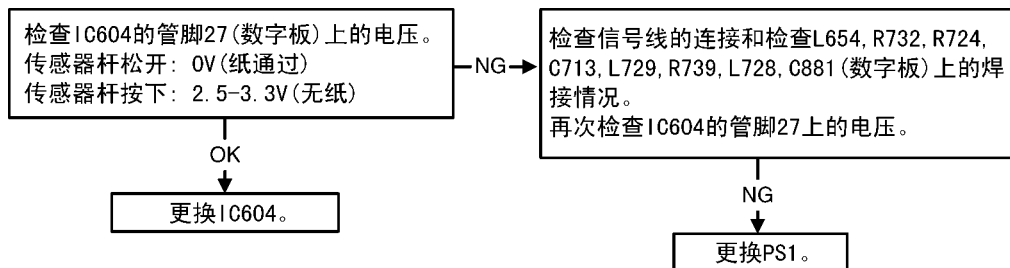 检查IC604的管脚27(数字板)上的电压。
传感器杆松开: 0V(纸通过)
传感器杆按下: 2.5-3.3V(无纸)
NG
检查信号线的连接和检查L654, R732, R724,
C713, L729, R739, L728, C881(数字板)上的焊
接情况。
再次检查IC604的管脚27上的电压。
OK
更换IC604。
NG
更换PS1。